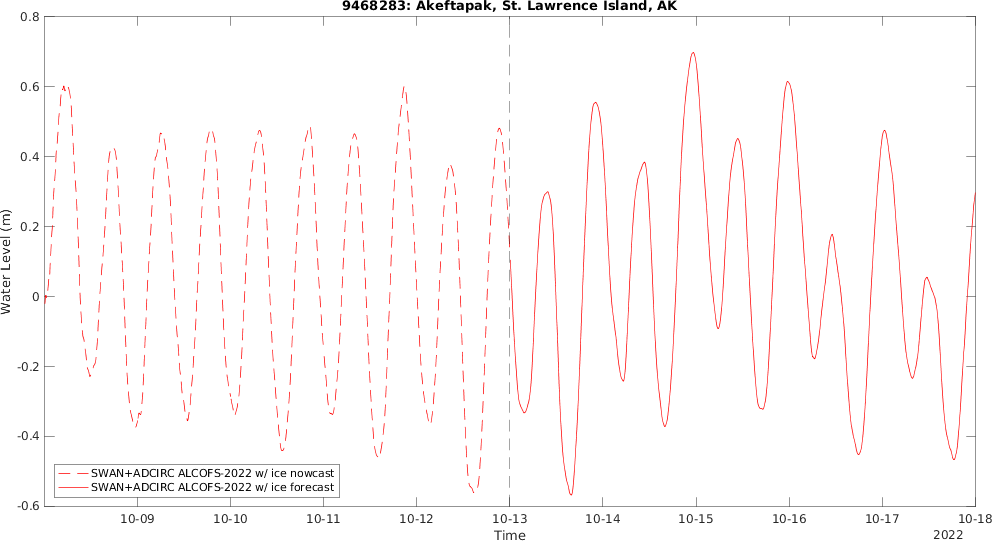 9468283: Akeftapak, St. Lawrence Island, AK
0.8
0.6
0.4
0.2
0
-0.2
-0.4
-0.6
Water Level (m)
SWAN+ADCIRC ALCOFS-2022 w/ ice nowcast
SWAN+ADCIRC ALCOFS-2022 w/ ice forecast
10-09 10-10 10-11 10-12 10-13 10-14 10-15 10-16 10-17 10-18
Time
2022